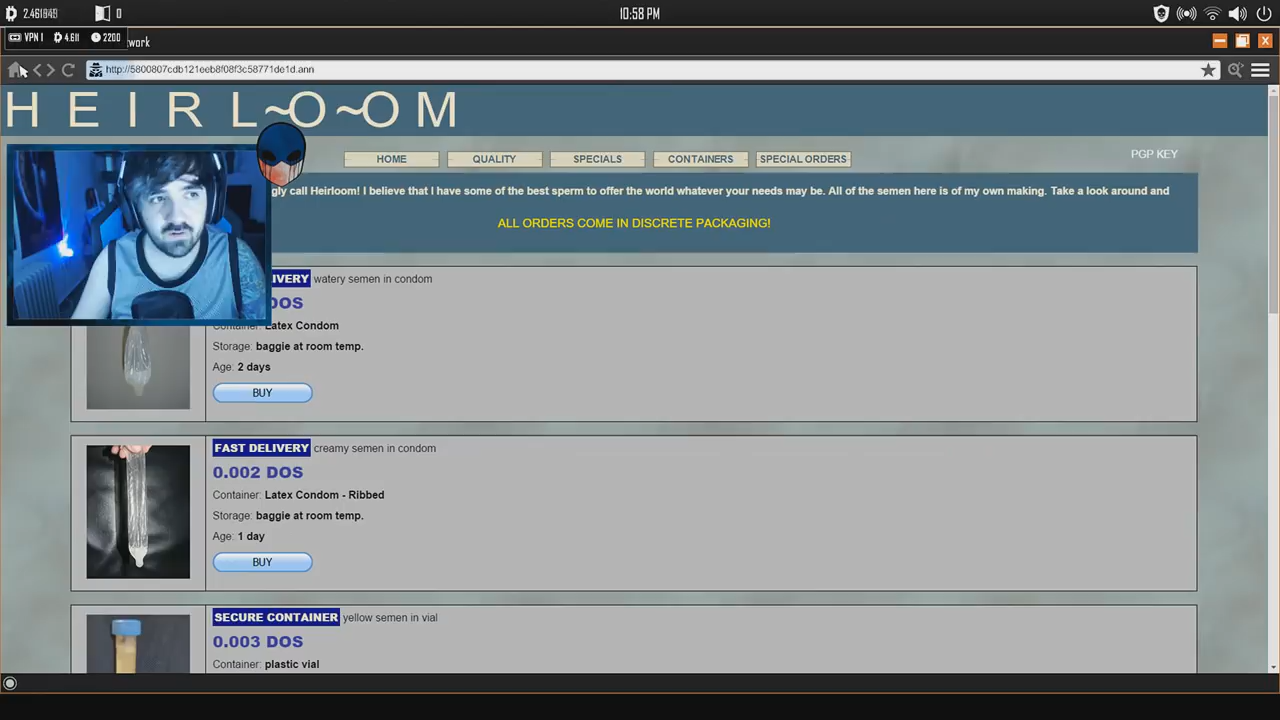 2.461849
0
10:58 PM
VPN 1 4.611 2200
twork
http://5800807cdb121eeb8f08f3c58771de1d.ann
HEIRL~O~OM
HOME QUALITY SPECIALS CONTAINERS SPECIAL ORDERS
PGP KEY
gly call Heirloom! I believe that I have some of the best sperm to offer the world whatever your needs may be. All of the semen here is of my own making. Take a look around and
ALL ORDERS COME IN DISCRETE PACKAGING!
IVERY watery semen in condom
DOS
Container: Latex Condom
Storage: baggie at room temp.
Age: 2 days
BUY
FAST DELIVERY creamy semen in condom
0.002 DOS
Container: Latex Condom - Ribbed
Storage: baggie at room temp.
Age: 1 day
BUY
SECURE CONTAINER yellow semen in vial
0.003 DOS
Container: plastic vial